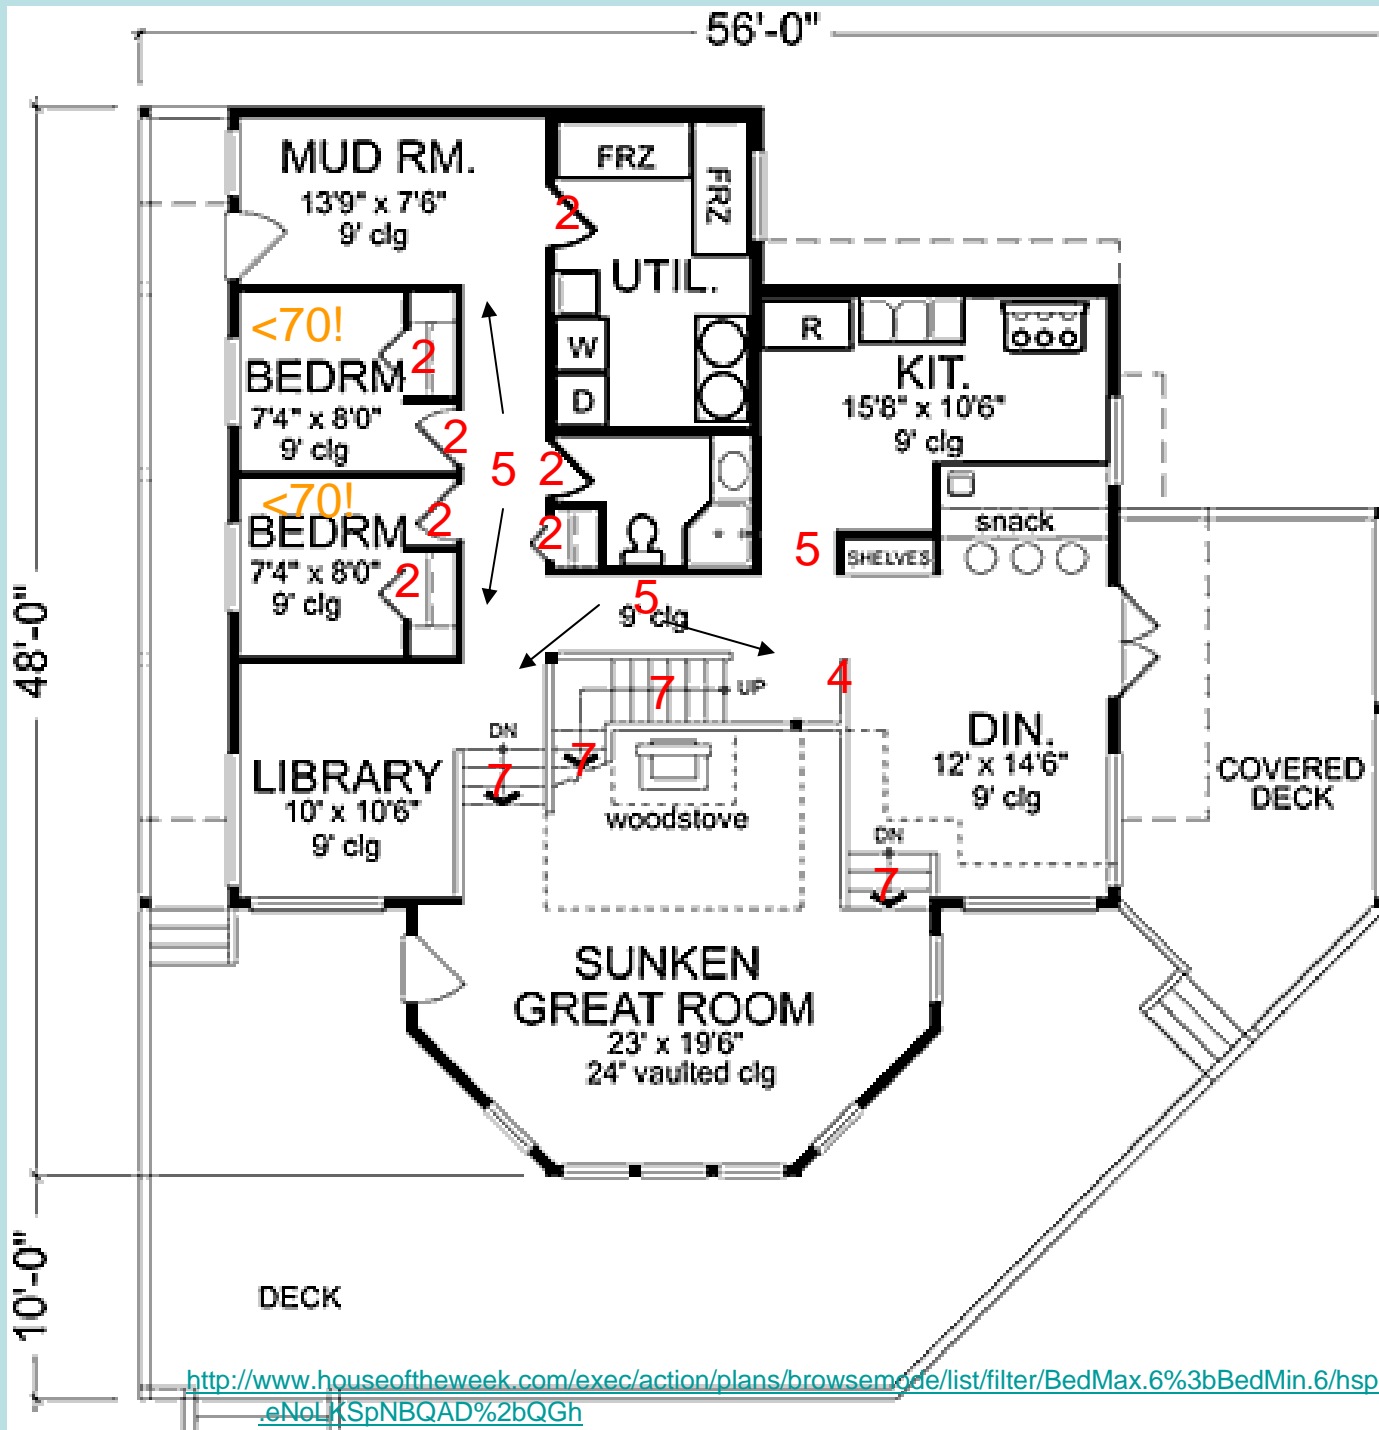 56'-0"
MUD RM.
13'9" x 7'6"
9' clg
FRZ
FRZ
2
UTIL.
<70!
BEDRM
7'4" x 8'0"
9' clg
2
2
W
D
R
KIT.
15'8" x 10'6"
9' clg
5
2
<70!
BEDRM
7'4" x 8'0"
9' clg
2
2
2
snack
5
SHELVES
5
9' clg
48'-0"
7
UP
4
DN
7
7
LIBRARY
10' x 10'6"
9' clg
woodstove
DIN.
12' x 14'6"
9' clg
DN
7
COVERED
DECK
SUNKEN
GREAT ROOM
23' x 19'6"
24' vaulted clg
10'-0"
DECK
http://www.houseoftheweek.com/exec/action/plans/browsemode/list/filter/BedMax.6%3bBedMin.6/hsp
.eNoLKSpNBQAD%2bQGh